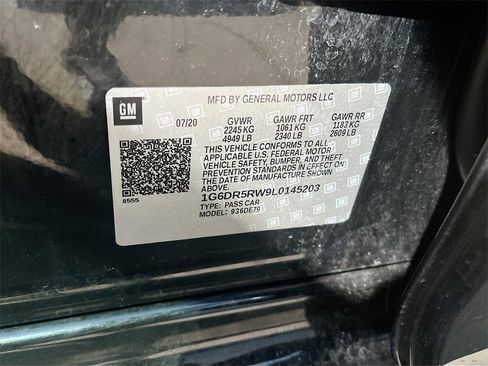 GM
MFD BY GENERAL MOTORS LLC
07/20 GVWR GAWR FRT GAWR RR
2245 KG 1061 KG 1183 KG
4949 LB 2340 LB 2609 LB
THIS VEHICLE CONFORMS TO ALL
APPLICABLE U.S. FEDERAL MOTOR
VEHICLE SAFETY, BUMPER, AND THEFT
PREVENTION STANDARDS IN EFFECT ON
THE DATE OF MANUFACTURE SHOWN
ABOVE.
8555
1G6DR5RW9L0145203
TYPE: PASS CAR
MODEL: 936DE79